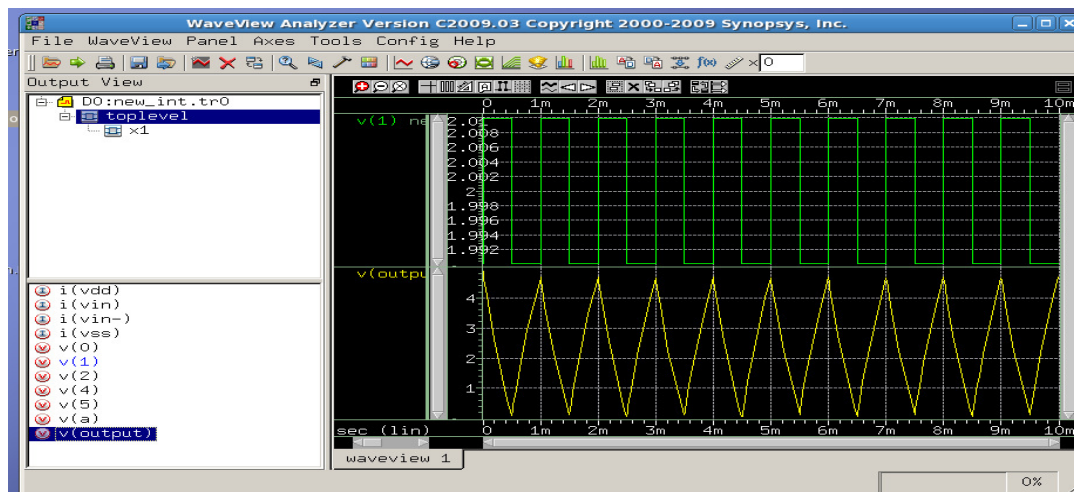 WaveView Analyzer Version C2009.03 Copyright 2000-2009 Synopsys, Inc.
File WaveView Panel Axes Tools Config Help
f(x)
0
Output View
D0:new_int.tr0
toplevel
x1
0 1m 2m 3m 4m 5m 6m 7m 8m 9m 10m
v(1) ne
2.01
2.008
2.006
2.004
2.002
2
1.998
1.996
1.994
1.992
v(outpu
4
3
2
1
sec (lin) 0 1m 2m 3m 4m 5m 6m 7m 8m 9m 10m
waveview 1
i(vdd)
i(vin)
i(vin-)
i(vss)
v(0)
v(1)
v(2)
v(4)
v(5)
v(a)
v(output)
0%